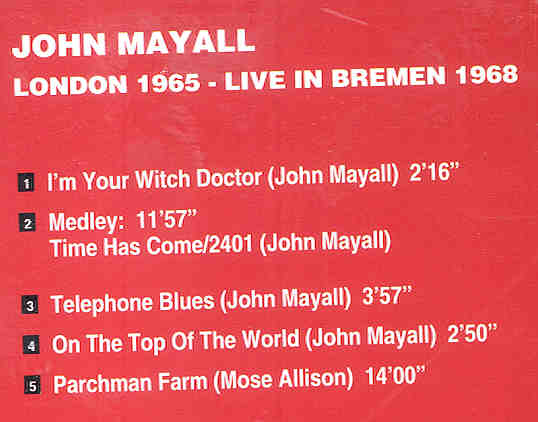 JOHN MAYALL
LONDON 1965 - LIVE IN BREMEN 1968
1 I'm Your Witch Doctor (John Mayall) 2'16”
2 Medley: 11'57”
Time Has Come/2401 (John Mayall)
3 Telephone Blues (John Mayall) 3'57”
4 On The Top Of The World (John Mayall) 2'50”
5 Parchman Farm (Mose Allison) 14'00”